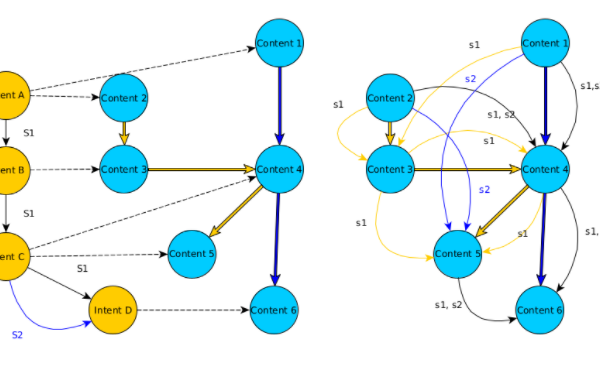 Content 1
ent A
Content 2
S1
ent B
Content 3
Content 4
S1
ent C
S1
Content 5
Intent D
Content 6
S2
s1
Content 1
s2
s1,s
Content 2
s1
s1, s2
s1
Content 3
Content 4
s2
s1
s1
s1,
Content 5
s1, s2
Content 6